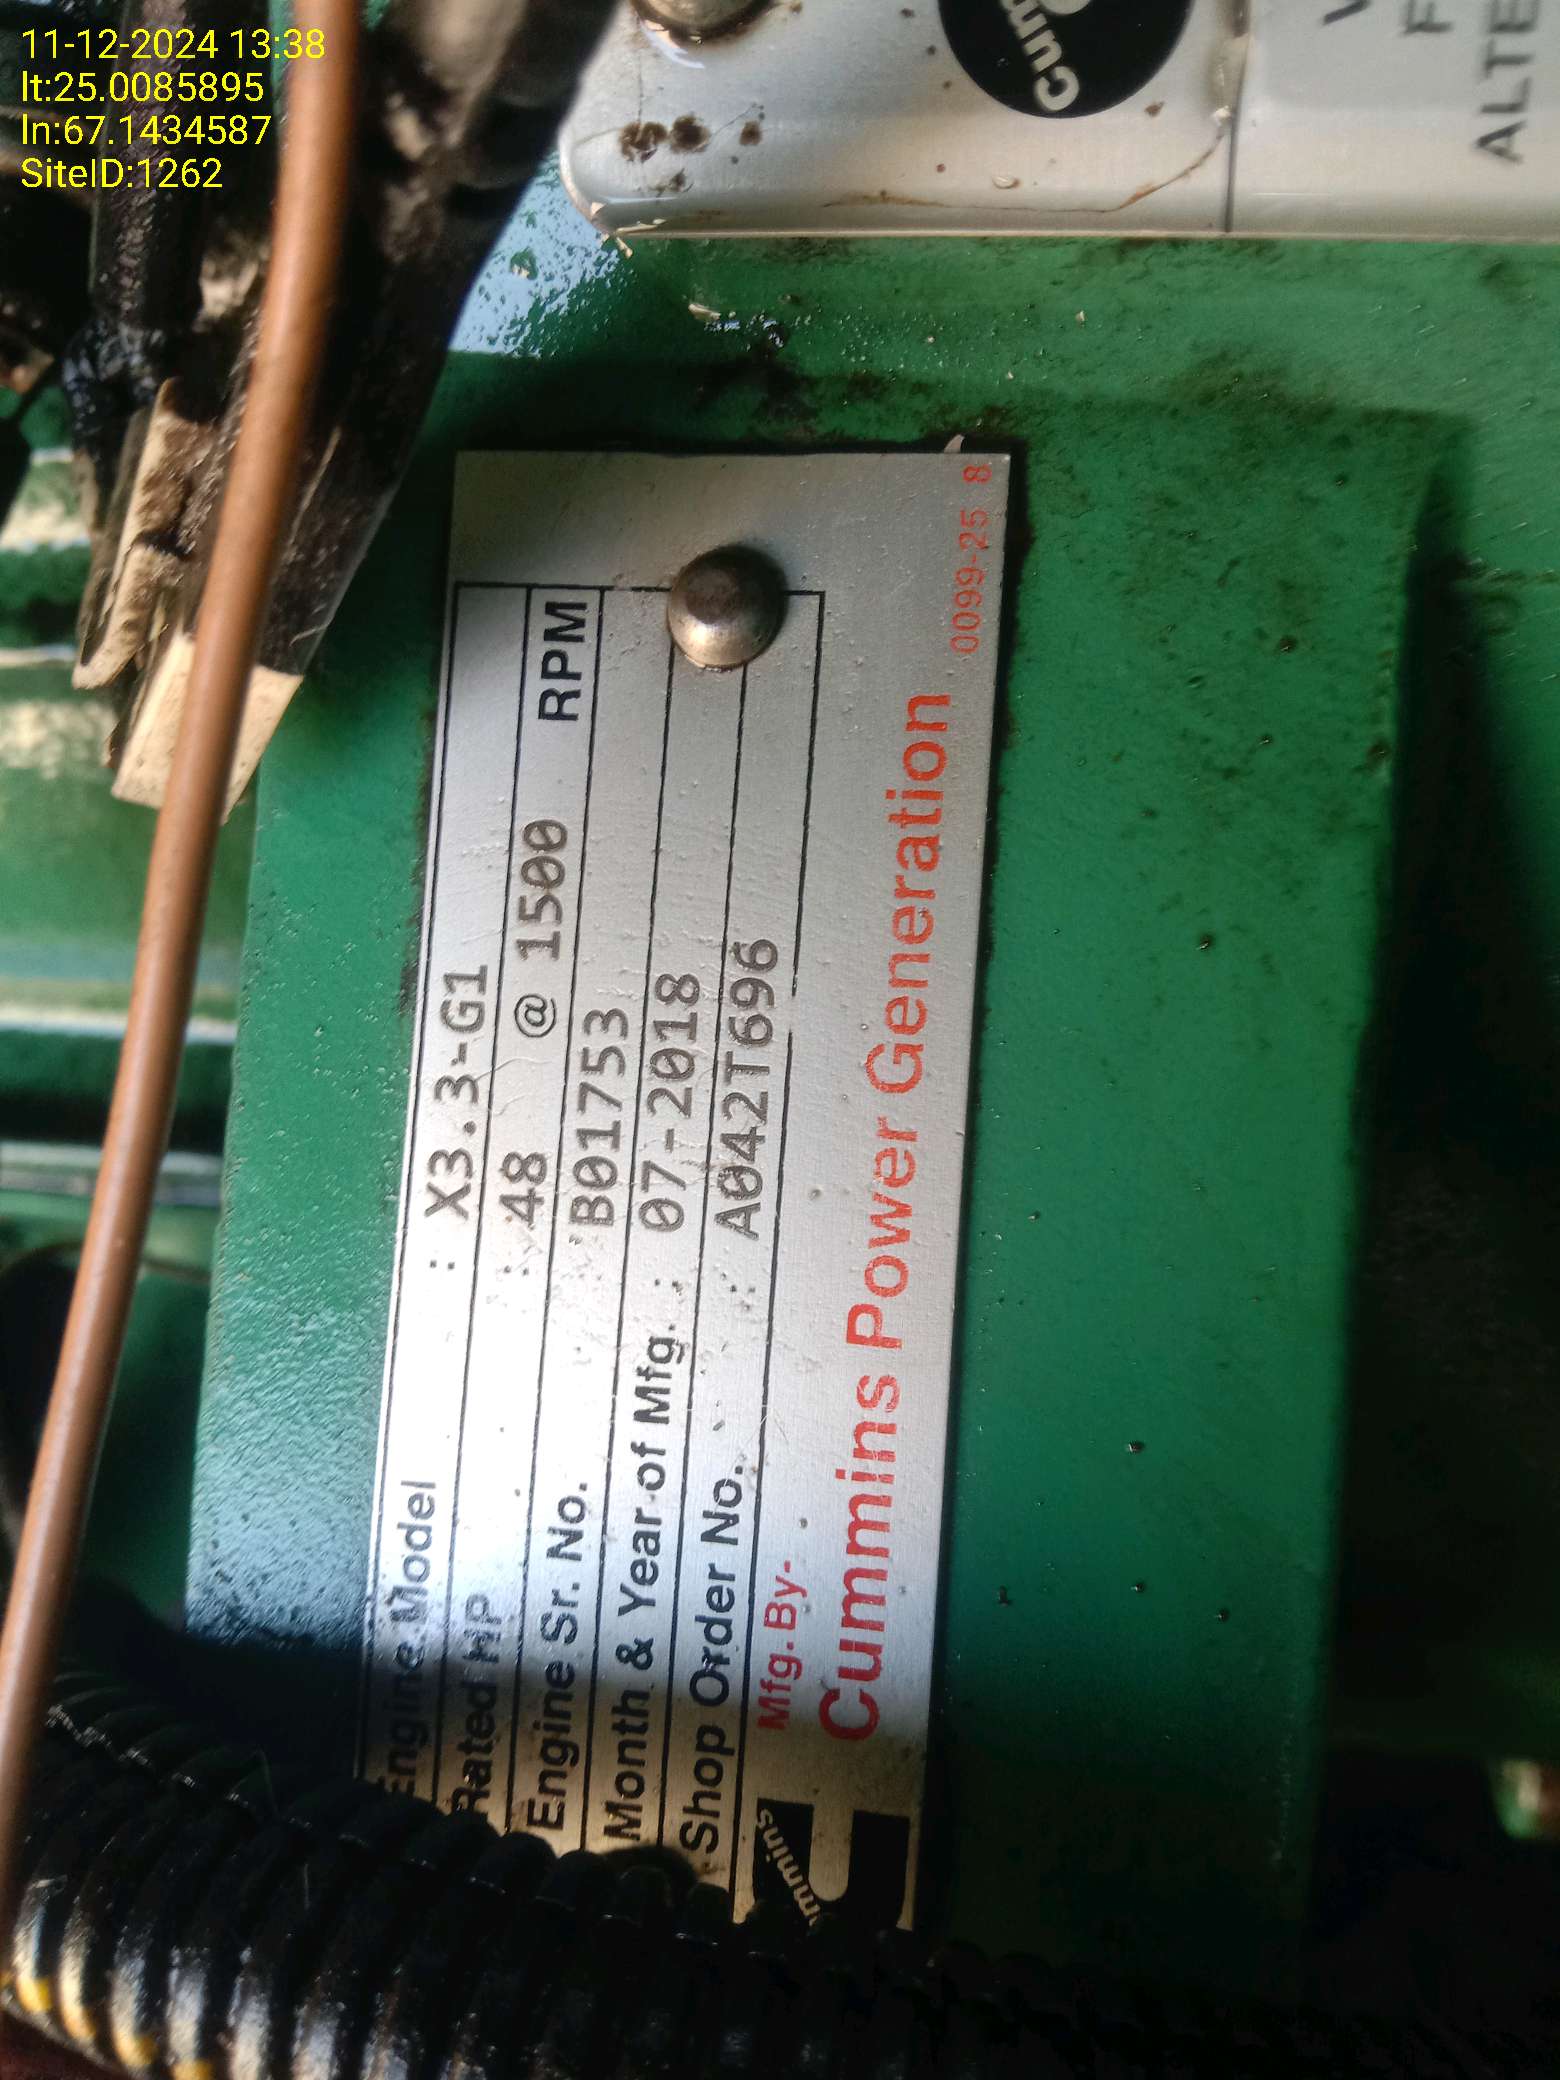 11-12-2024 13:38
lt:25.0085895
ln:67.1434587
SiteID:1262
Cum
ALTE
Engine Model : X3.3-G1
Rated HP : 48 @ 1500 RPM
Engine Sr. No. : B01753
Month & Year of Mfg. : 07-2018
Shop Order No. : A042T696
Mfg. By-
Cummins Power Generation
0099-25 8